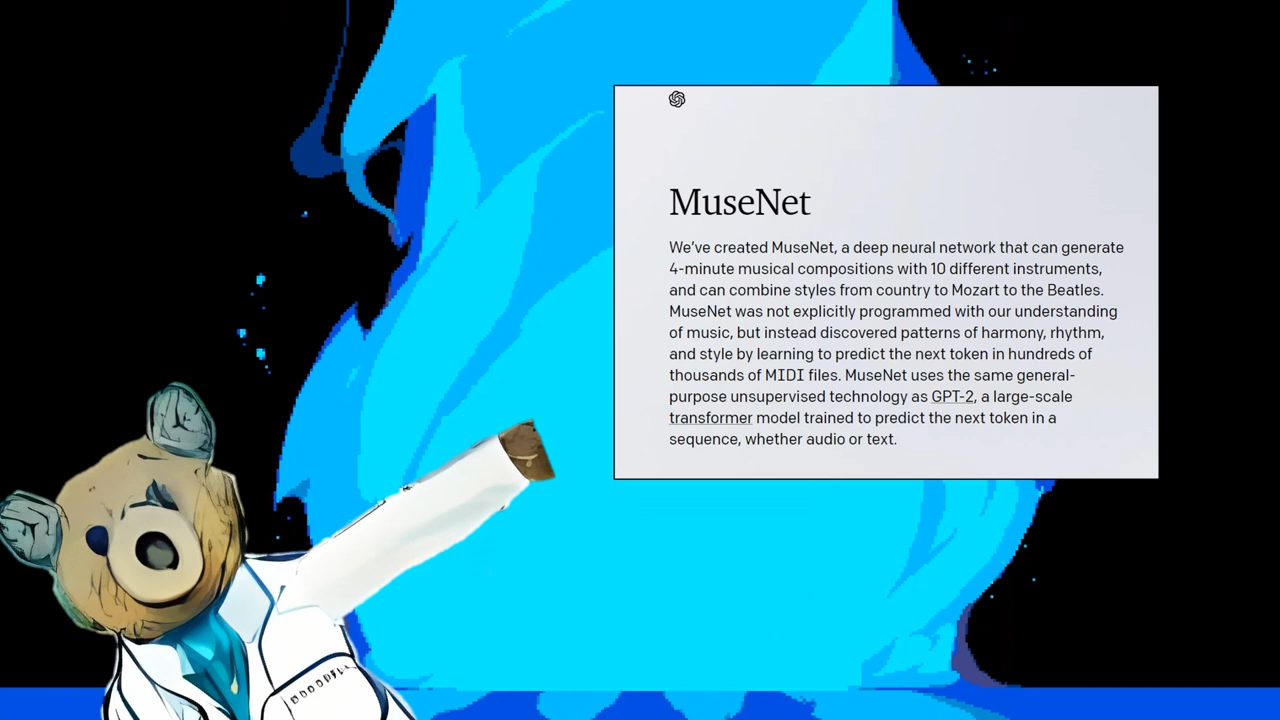 MuseNet
We've created MuseNet, a deep neural network that can generate
4-minute musical compositions with 10 different instruments,
and can combine styles from country to Mozart to the Beatles.
MuseNet was not explicitly programmed with our understanding
of music, but instead discovered patterns of harmony, rhythm,
and style by learning to predict the next token in hundreds of
thousands of MIDI files. MuseNet uses the same general-
purpose unsupervised technology as GPT-2, a large-scale
transformer model trained to predict the next token in a
sequence, whether audio or text.